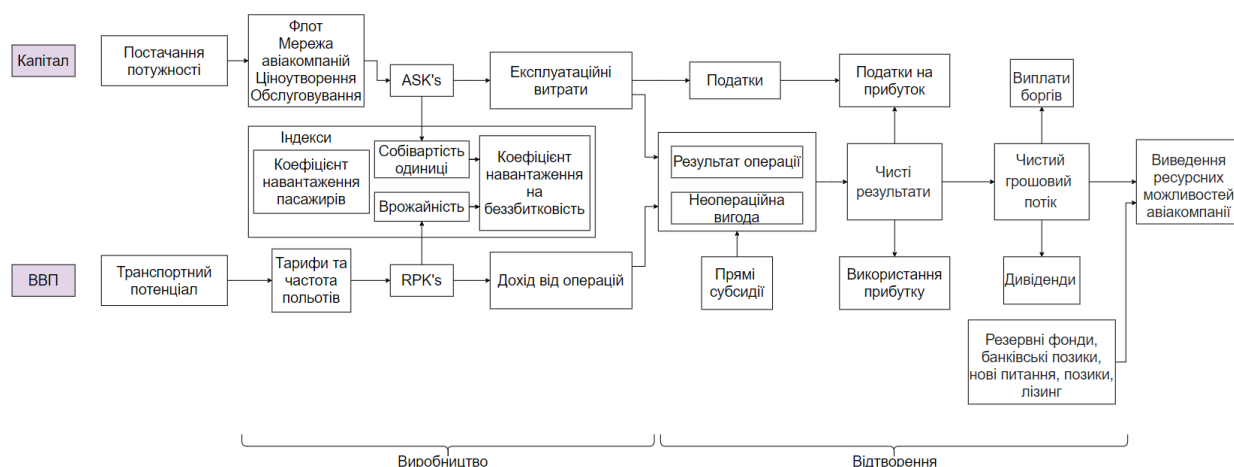 Капітал
Постачання
потужності
Флот
Мережа
авіакомпаній
Ціноутворення
Обслуговування
ASK's
Експлуатаційні
витрати
Податки
Податки на
прибуток
Виплати
боргів
Індекси
Коефіцієнт
навантаження
пасажирів
Собівартість
одиниці
Врожайність
Коефіцієнт
навантаження
на
беззбитковість
Результат операції
Неопераційна
вигода
Чисті
результати
Чистий
грошовий
потік
Виведення
ресурсних
можливостей
авіакомпанії
ВВП
Транспортний
потенціал
Тарифи та
частота
польотів
RPK's
Дохід від операцій
Прямі
субсидії
Використання
прибутку
Дивіденди
Резервні фонди,
банківські позики,
нові питання, позики,
лізинг
Виробництво
Відтворення